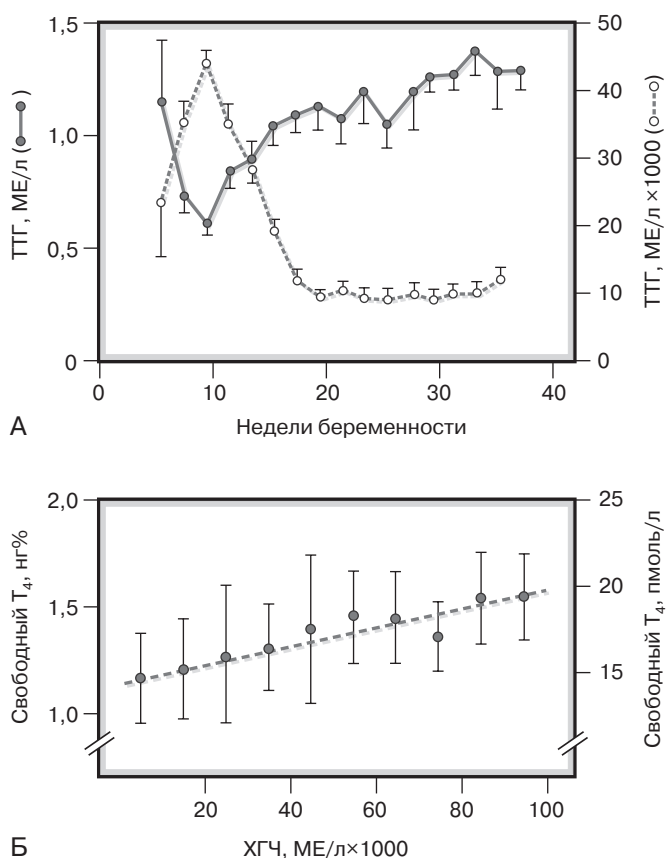 1,5
1,0
0,5
0
ТТГ, МЕ/л (●—●)
50
40
30
20
10
0
ТТГ, МЕ/л ×1000 (○---○)
0 10 20 30 40
Недели беременности
А
2,0
1,5
1,0
Свободный Т₄, нг%
25
20
15
Свободный Т₄, пмоль/л
20 40 60 80 100
ХГЧ, МЕ/л×1000
Б